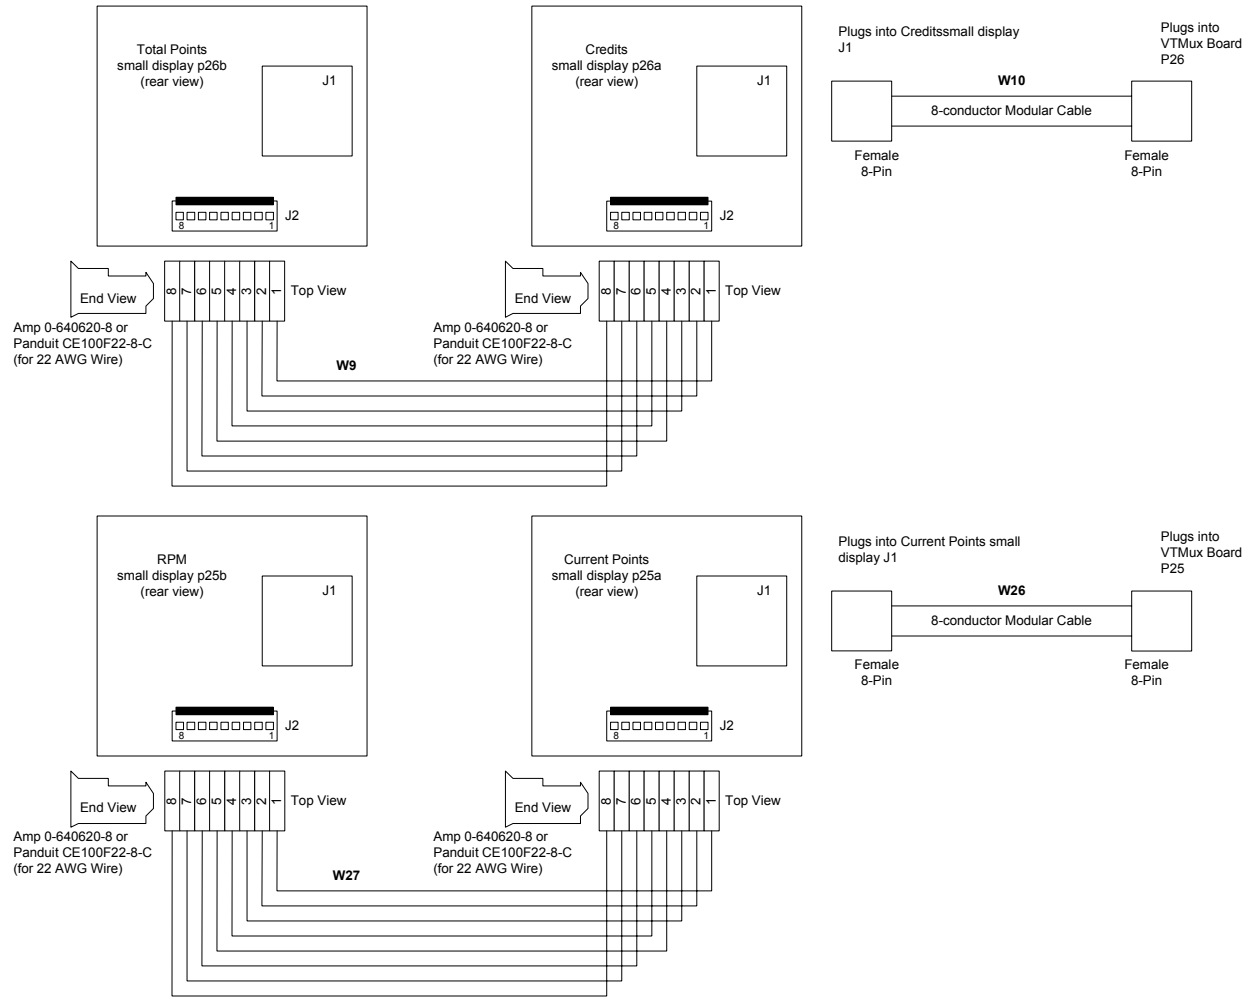 Total Points
small display p26b
(rear view)
J1
J2
8
1
Credits
small display p26a
(rear view)
J1
J2
8
1
Plugs into Creditssmall display
J1
Plugs into
VTMux Board
P26
W10
8-conductor Modular Cable
Female
8-Pin
Female
8-Pin
End View
8 7 6 5 4 3 2 1
Top View
Amp 0-640620-8 or
Panduit CE100F22-8-C
(for 22 AWG Wire)
End View
8 7 6 5 4 3 2 1
Top View
Amp 0-640620-8 or
Panduit CE100F22-8-C
(for 22 AWG Wire)
W9
RPM
small display p25b
(rear view)
J1
J2
8
1
Current Points
small display p25a
(rear view)
J1
J2
8
1
Plugs into Current Points small
display J1
Plugs into
VTMux Board
P25
W26
8-conductor Modular Cable
Female
8-Pin
Female
8-Pin
End View
8 7 6 5 4 3 2 1
Top View
Amp 0-640620-8 or
Panduit CE100F22-8-C
(for 22 AWG Wire)
End View
8 7 6 5 4 3 2 1
Top View
Amp 0-640620-8 or
Panduit CE100F22-8-C
(for 22 AWG Wire)
W27